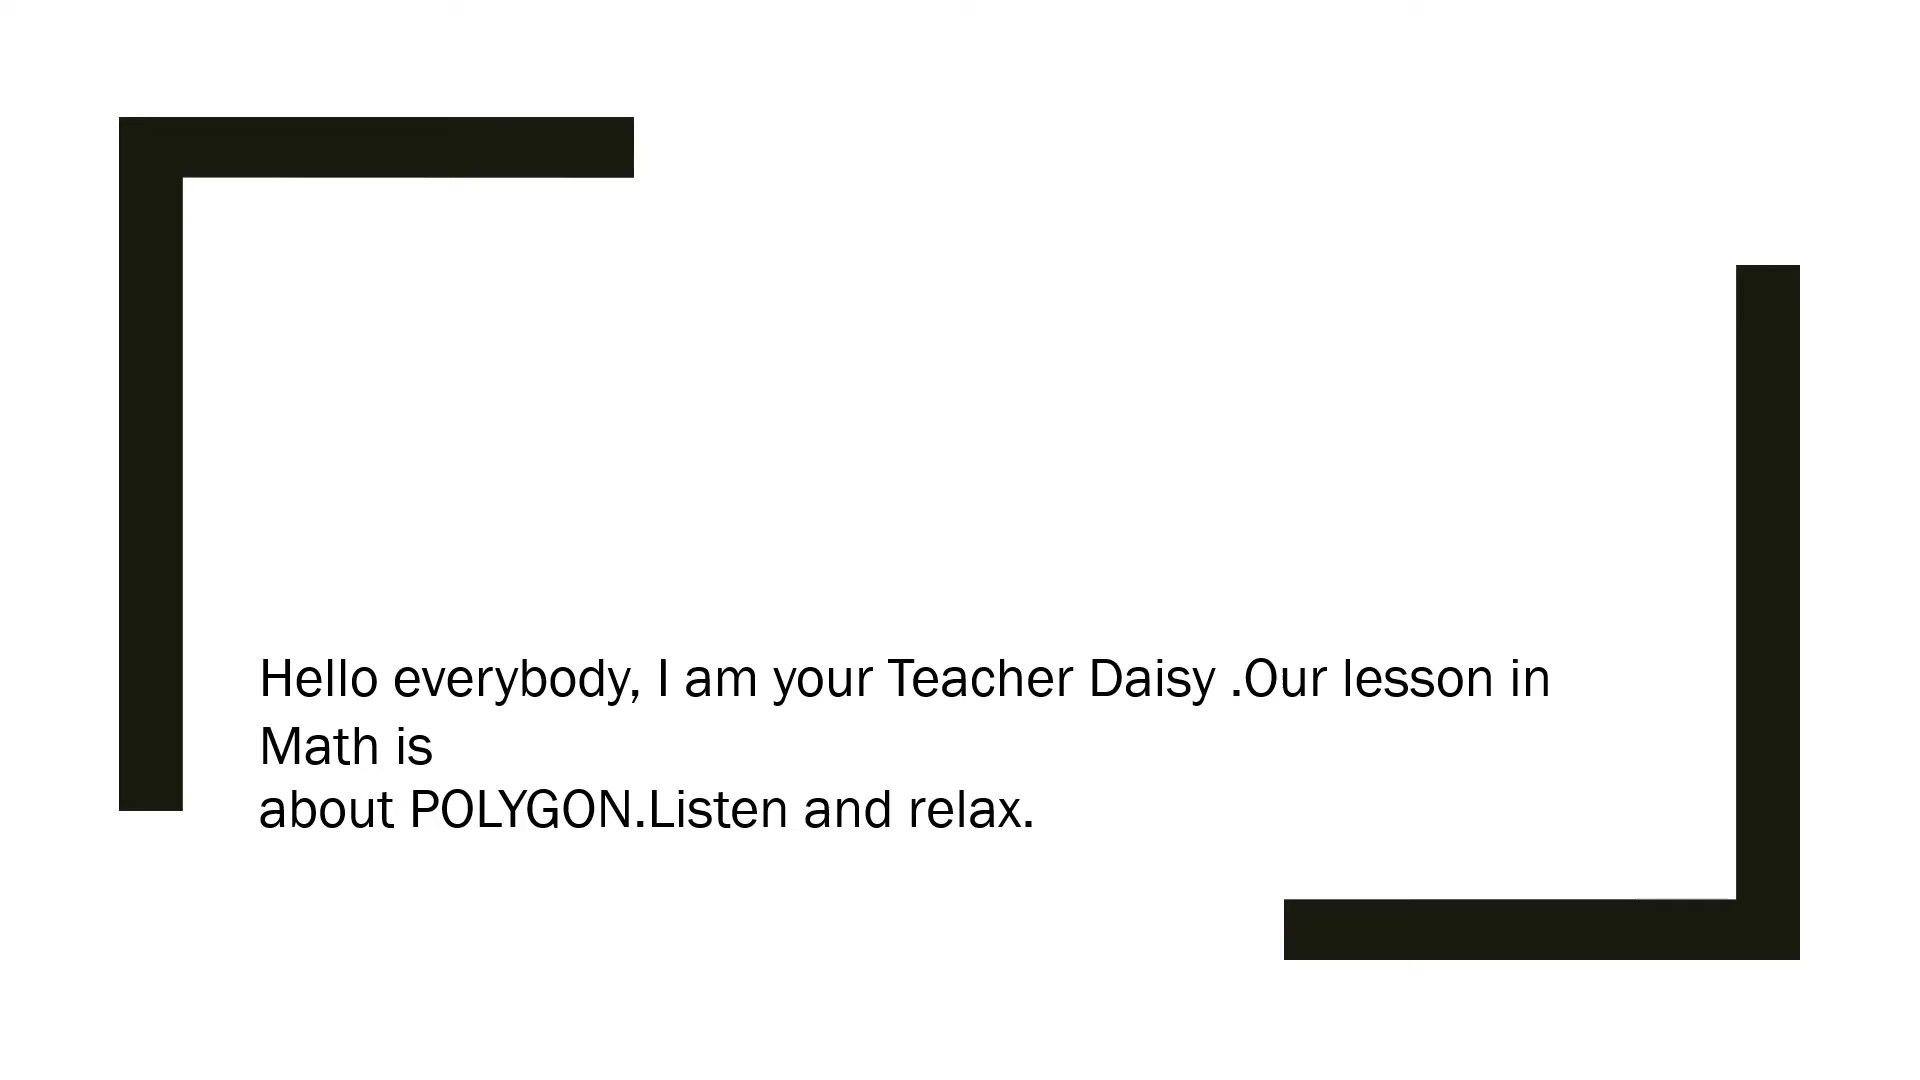 Hello everybody, I am your Teacher Daisy .Our lesson in
Math is
about POLYGON.Listen and relax.